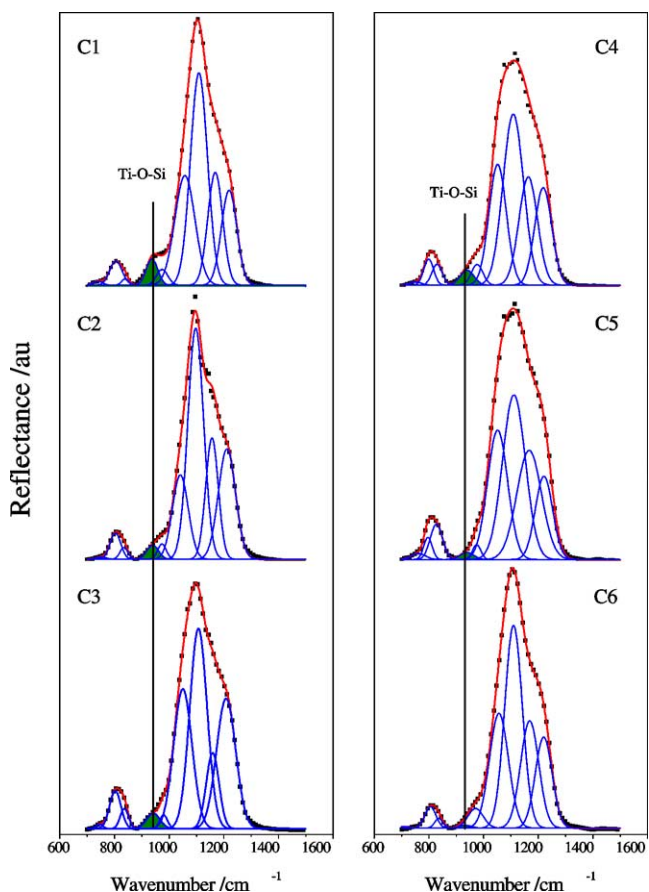 C1
C4
Ti-O-Si
Ti-O-Si
C2
C5
Reflectance /au
C3
C6
600 800 1000 1200 1400 1600
600 800 1000 1200 1400 1600
Wavenumber /cm -1
Wavenumber /cm -1